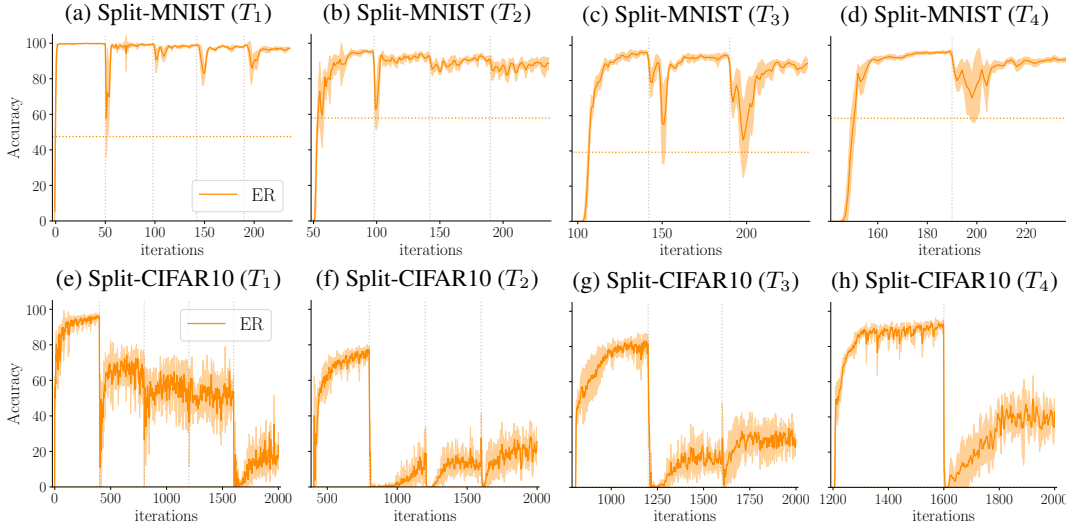 (a) Split-MNIST (T₁) (b) Split-MNIST (T₂) (c) Split-MNIST (T₃) (d) Split-MNIST (T₄)
Accuracy
100
80
60
40
20
0
ER
0 50 100 150 200
50 100 150 200
100 150 200
160 180 200 220
iterations iterations iterations iterations
(e) Split-CIFAR10 (T₁) (f) Split-CIFAR10 (T₂) (g) Split-CIFAR10 (T₃) (h) Split-CIFAR10 (T₄)
Accuracy
100
80
60
40
20
0
ER
0 500 1000 1500 2000
500 1000 1500 2000
1000 1250 1500 1750 2000
1200 1400 1600 1800 2000
iterations iterations iterations iterations